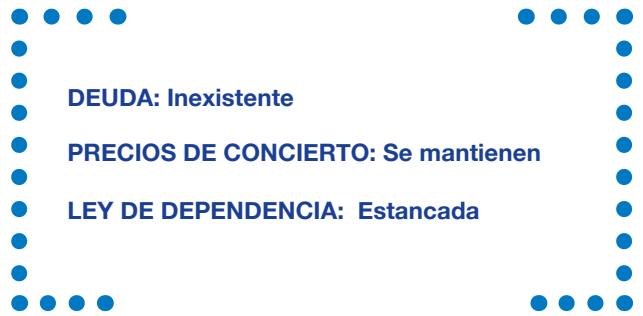 DEUDA: Inexistente
PRECIOS DE CONCIERTO: Se mantienen
LEY DE DEPENDENCIA: Estancada